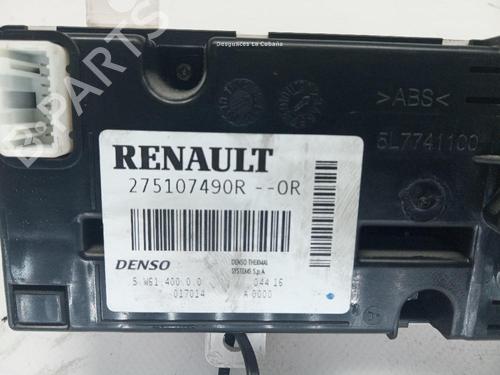 Desguaces La Cabaña
>ABS<
5L7741100
RENAULT
275107490R --0R
DENSO
DENSO THERMAL
SYSTEMS S.p.A
5 W61 400 0.0
044 16
017014
A 0000